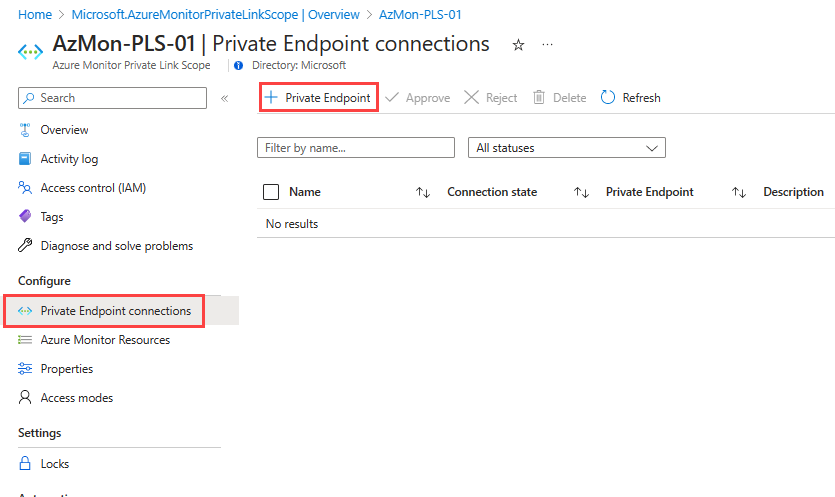 Home > Microsoft.AzureMonitorPrivateLinkScope | Overview > AzMon-PLS-01
AzMon-PLS-01 | Private Endpoint connections
Azure Monitor Private Link Scope
Directory: Microsoft
Search
Overview
Activity log
Access control (IAM)
Tags
Diagnose and solve problems
Configure
Private Endpoint connections
Azure Monitor Resources
Properties
Access modes
Settings
Locks
Private Endpoint
Approve
Reject
Delete
Refresh
Filter by name...
All statuses
Name
Connection state
Private Endpoint
Description
No results